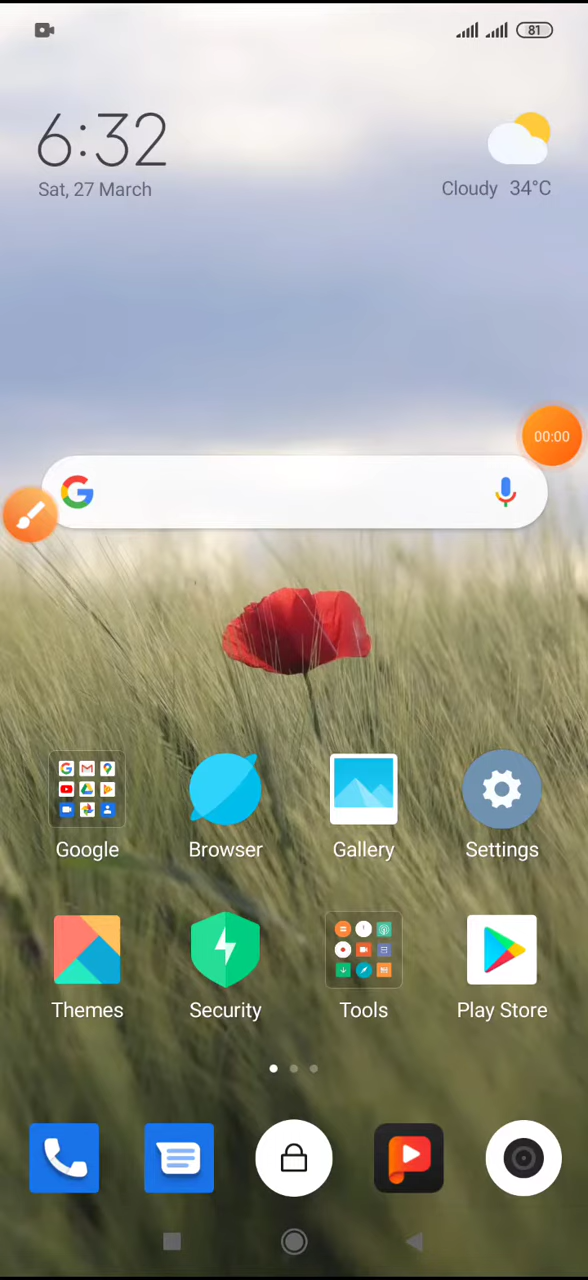 81
6:32
Sat, 27 March
Cloudy 34°C
00:00
Google
Browser
Gallery
Settings
Themes
Security
Tools
Play Store